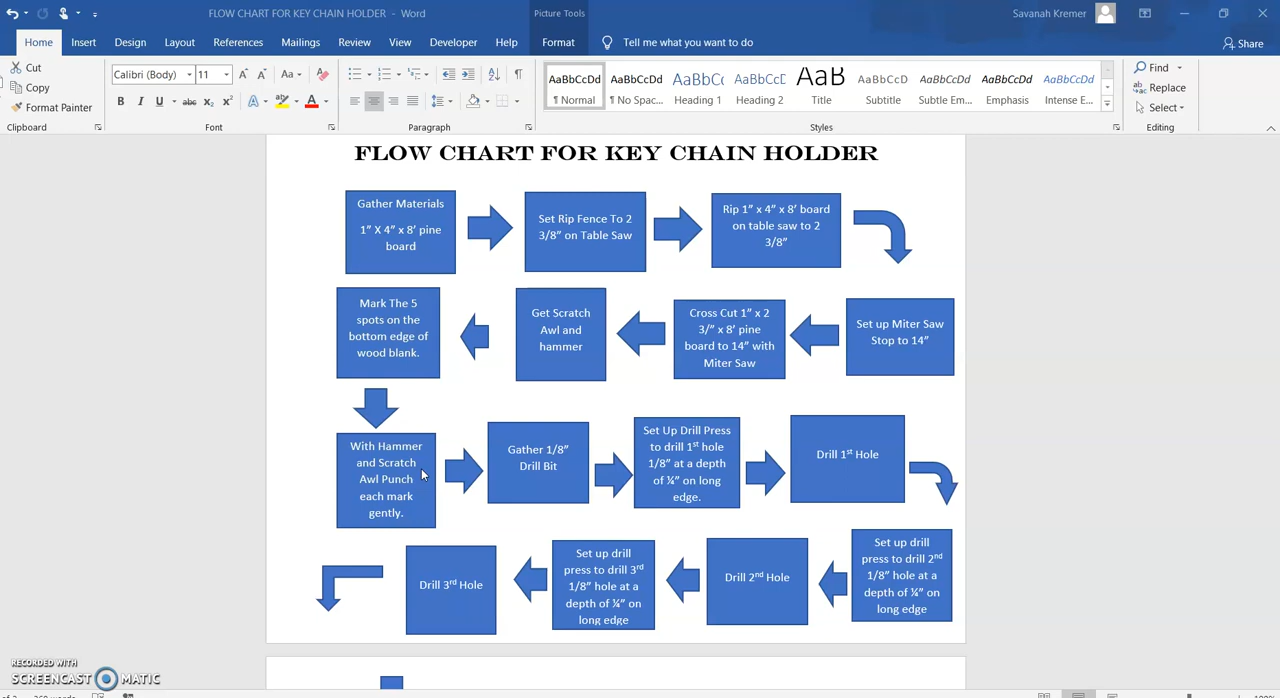 FLOW CHART FOR KEY CHAIN HOLDER - Word
Picture Tools
Savanah Kremer
Home Insert Design Layout References Mailings Review View Developer Help Format Tell me what you want to do
Share
Cut
Copy
Format Painter
Clipboard
Calibri (Body) 11
Aa
B I U abc X₂ X²
A
Font
Paragraph
AaBbCcDd AaBbCcDd AaBbCc AaBbCcC AaB AaBbCcD AaBbCcDd AaBbCcDd AaBbCcDd
¶ Normal ¶ No Spac... Heading 1 Heading 2 Title Subtitle Subtle Em... Emphasis Intense E...
Styles
Find
Replace
Select
Editing
FLOW CHART FOR KEY CHAIN HOLDER
Gather Materials
1” X 4” x 8’ pine
board
Set Rip Fence To 2
3/8” on Table Saw
Rip 1” x 4” x 8’ board
on table saw to 2
3/8”
Set up Miter Saw
Stop to 14”
Cross Cut 1” x 2
3/” x 8’ pine
board to 14” with
Miter Saw
Get Scratch
Awl and
hammer
Mark The 5
spots on the
bottom edge of
wood blank.
With Hammer
and Scratch
Awl Punch
each mark
gently.
Gather 1/8”
Drill Bit
Set Up Drill Press
to drill 1st hole
1/8” at a depth
of ¼” on long
edge.
Drill 1st Hole
Set up drill
press to drill 2nd
1/8” hole at a
depth of ¼” on
long edge
Drill 2nd Hole
Set up drill
press to drill 3rd
1/8” hole at a
depth of ¼” on
long edge
Drill 3rd Hole
RECORDED WITH
SCREENCAST MATIC